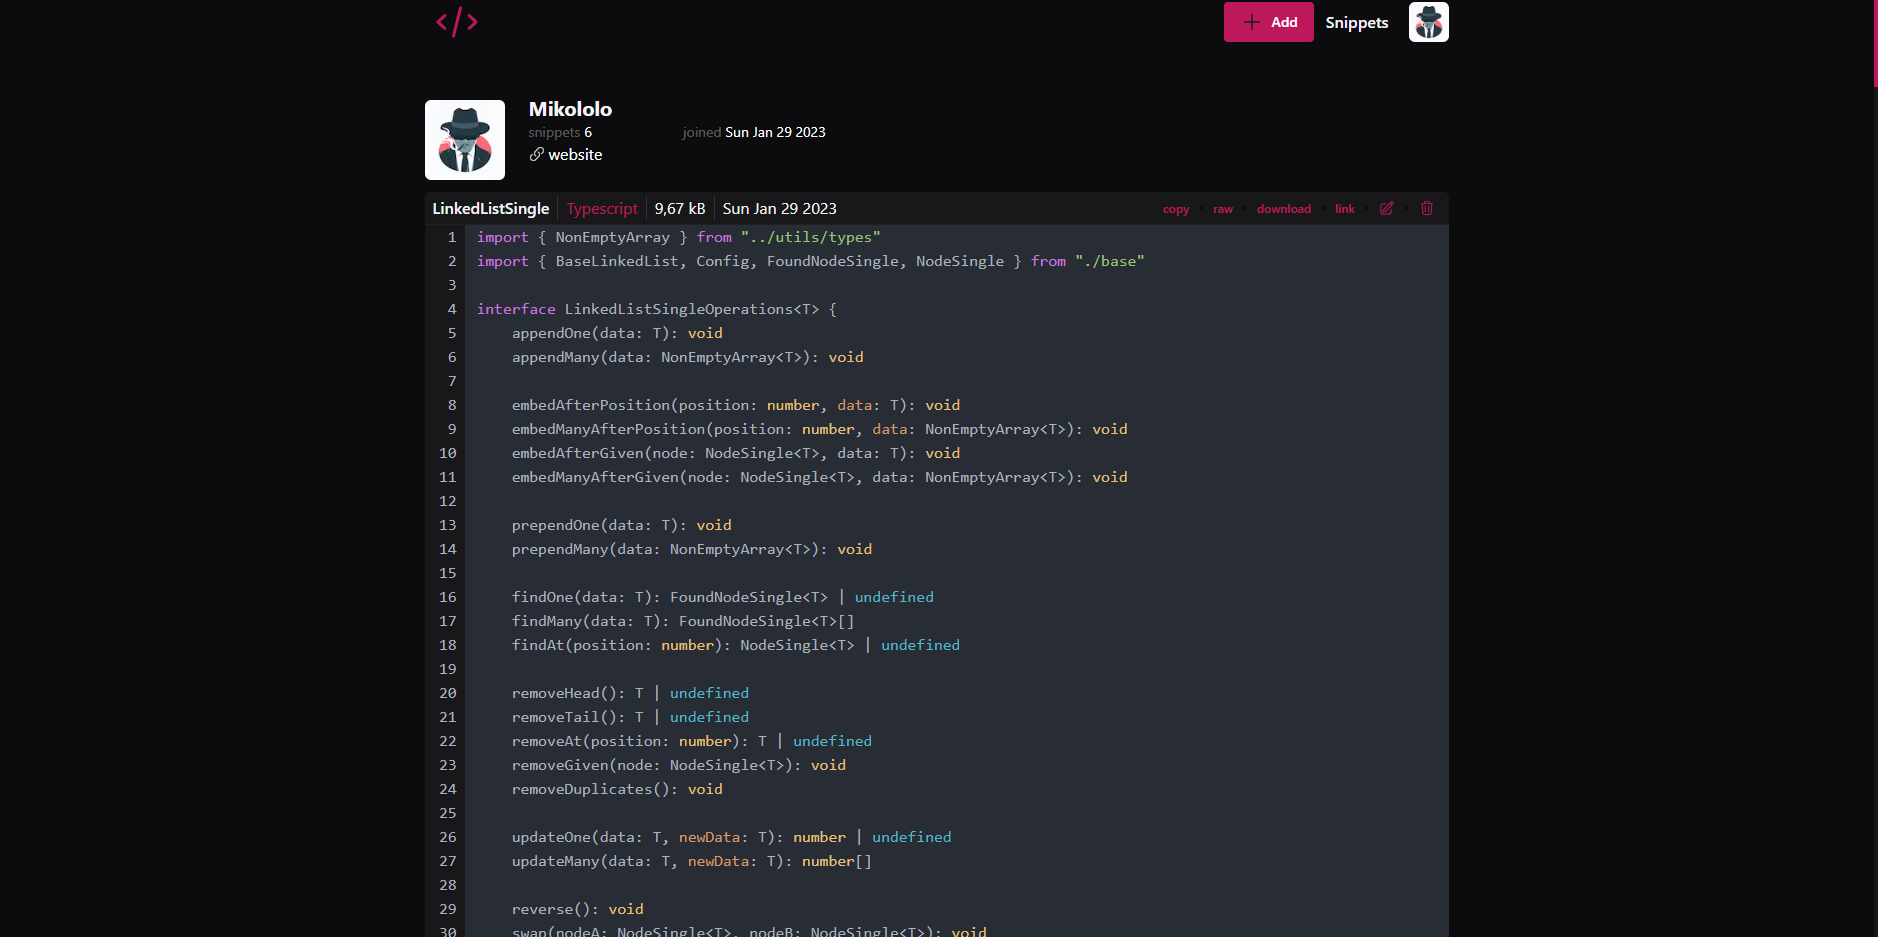 </>
Add Snippets
Mikololo
snippets 6 joined Sun Jan 29 2023
website
LinkedListSingle Typescript 9,67 kB Sun Jan 29 2023 copy • raw • download • link • •
1 import { NonEmptyArray } from "../utils/types"
2 import { BaseLinkedList, Config, FoundNodeSingle, NodeSingle } from "./base"
3
4 interface LinkedListSingleOperations<T> {
5 appendOne(data: T): void
6 appendMany(data: NonEmptyArray<T>): void
7
8 embedAfterPosition(position: number, data: T): void
9 embedManyAfterPosition(position: number, data: NonEmptyArray<T>): void
10 embedAfterGiven(node: NodeSingle<T>, data: T): void
11 embedManyAfterGiven(node: NodeSingle<T>, data: NonEmptyArray<T>): void
12
13 prependOne(data: T): void
14 prependMany(data: NonEmptyArray<T>): void
15
16 findOne(data: T): FoundNodeSingle<T> | undefined
17 findMany(data: T): FoundNodeSingle<T>[]
18 findAt(position: number): NodeSingle<T> | undefined
19
20 removeHead(): T | undefined
21 removeTail(): T | undefined
22 removeAt(position: number): T | undefined
23 removeGiven(node: NodeSingle<T>): void
24 removeDuplicates(): void
25
26 updateOne(data: T, newData: T): number | undefined
27 updateMany(data: T, newData: T): number[]
28
29 reverse(): void
30 swap(nodeA: NodeSingle<T>, nodeB: NodeSingle<T>): void